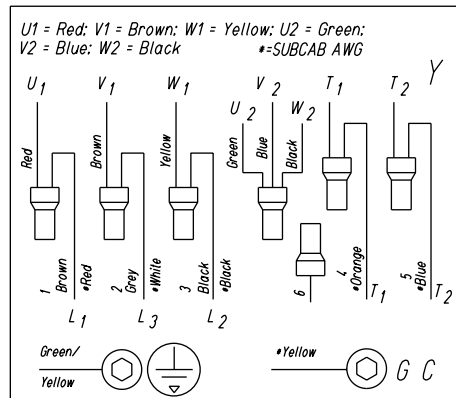 U1 = Red; V1 = Brown; W1 = Yellow; U2 = Green;
V2 = Blue; W2 = Black
#=SUBCAB AWG
Y
U1
V1
W1
V2
T1
T2
U2
W2
Red
Brown
Yellow
Green
Blue
Black
1
Brown
#Red
2
Grey
#White
3
Black
#Black
6
4
#Orange
5
#Blue
L1
L3
L2
T1
T2
Green/
Yellow
#Yellow
G C